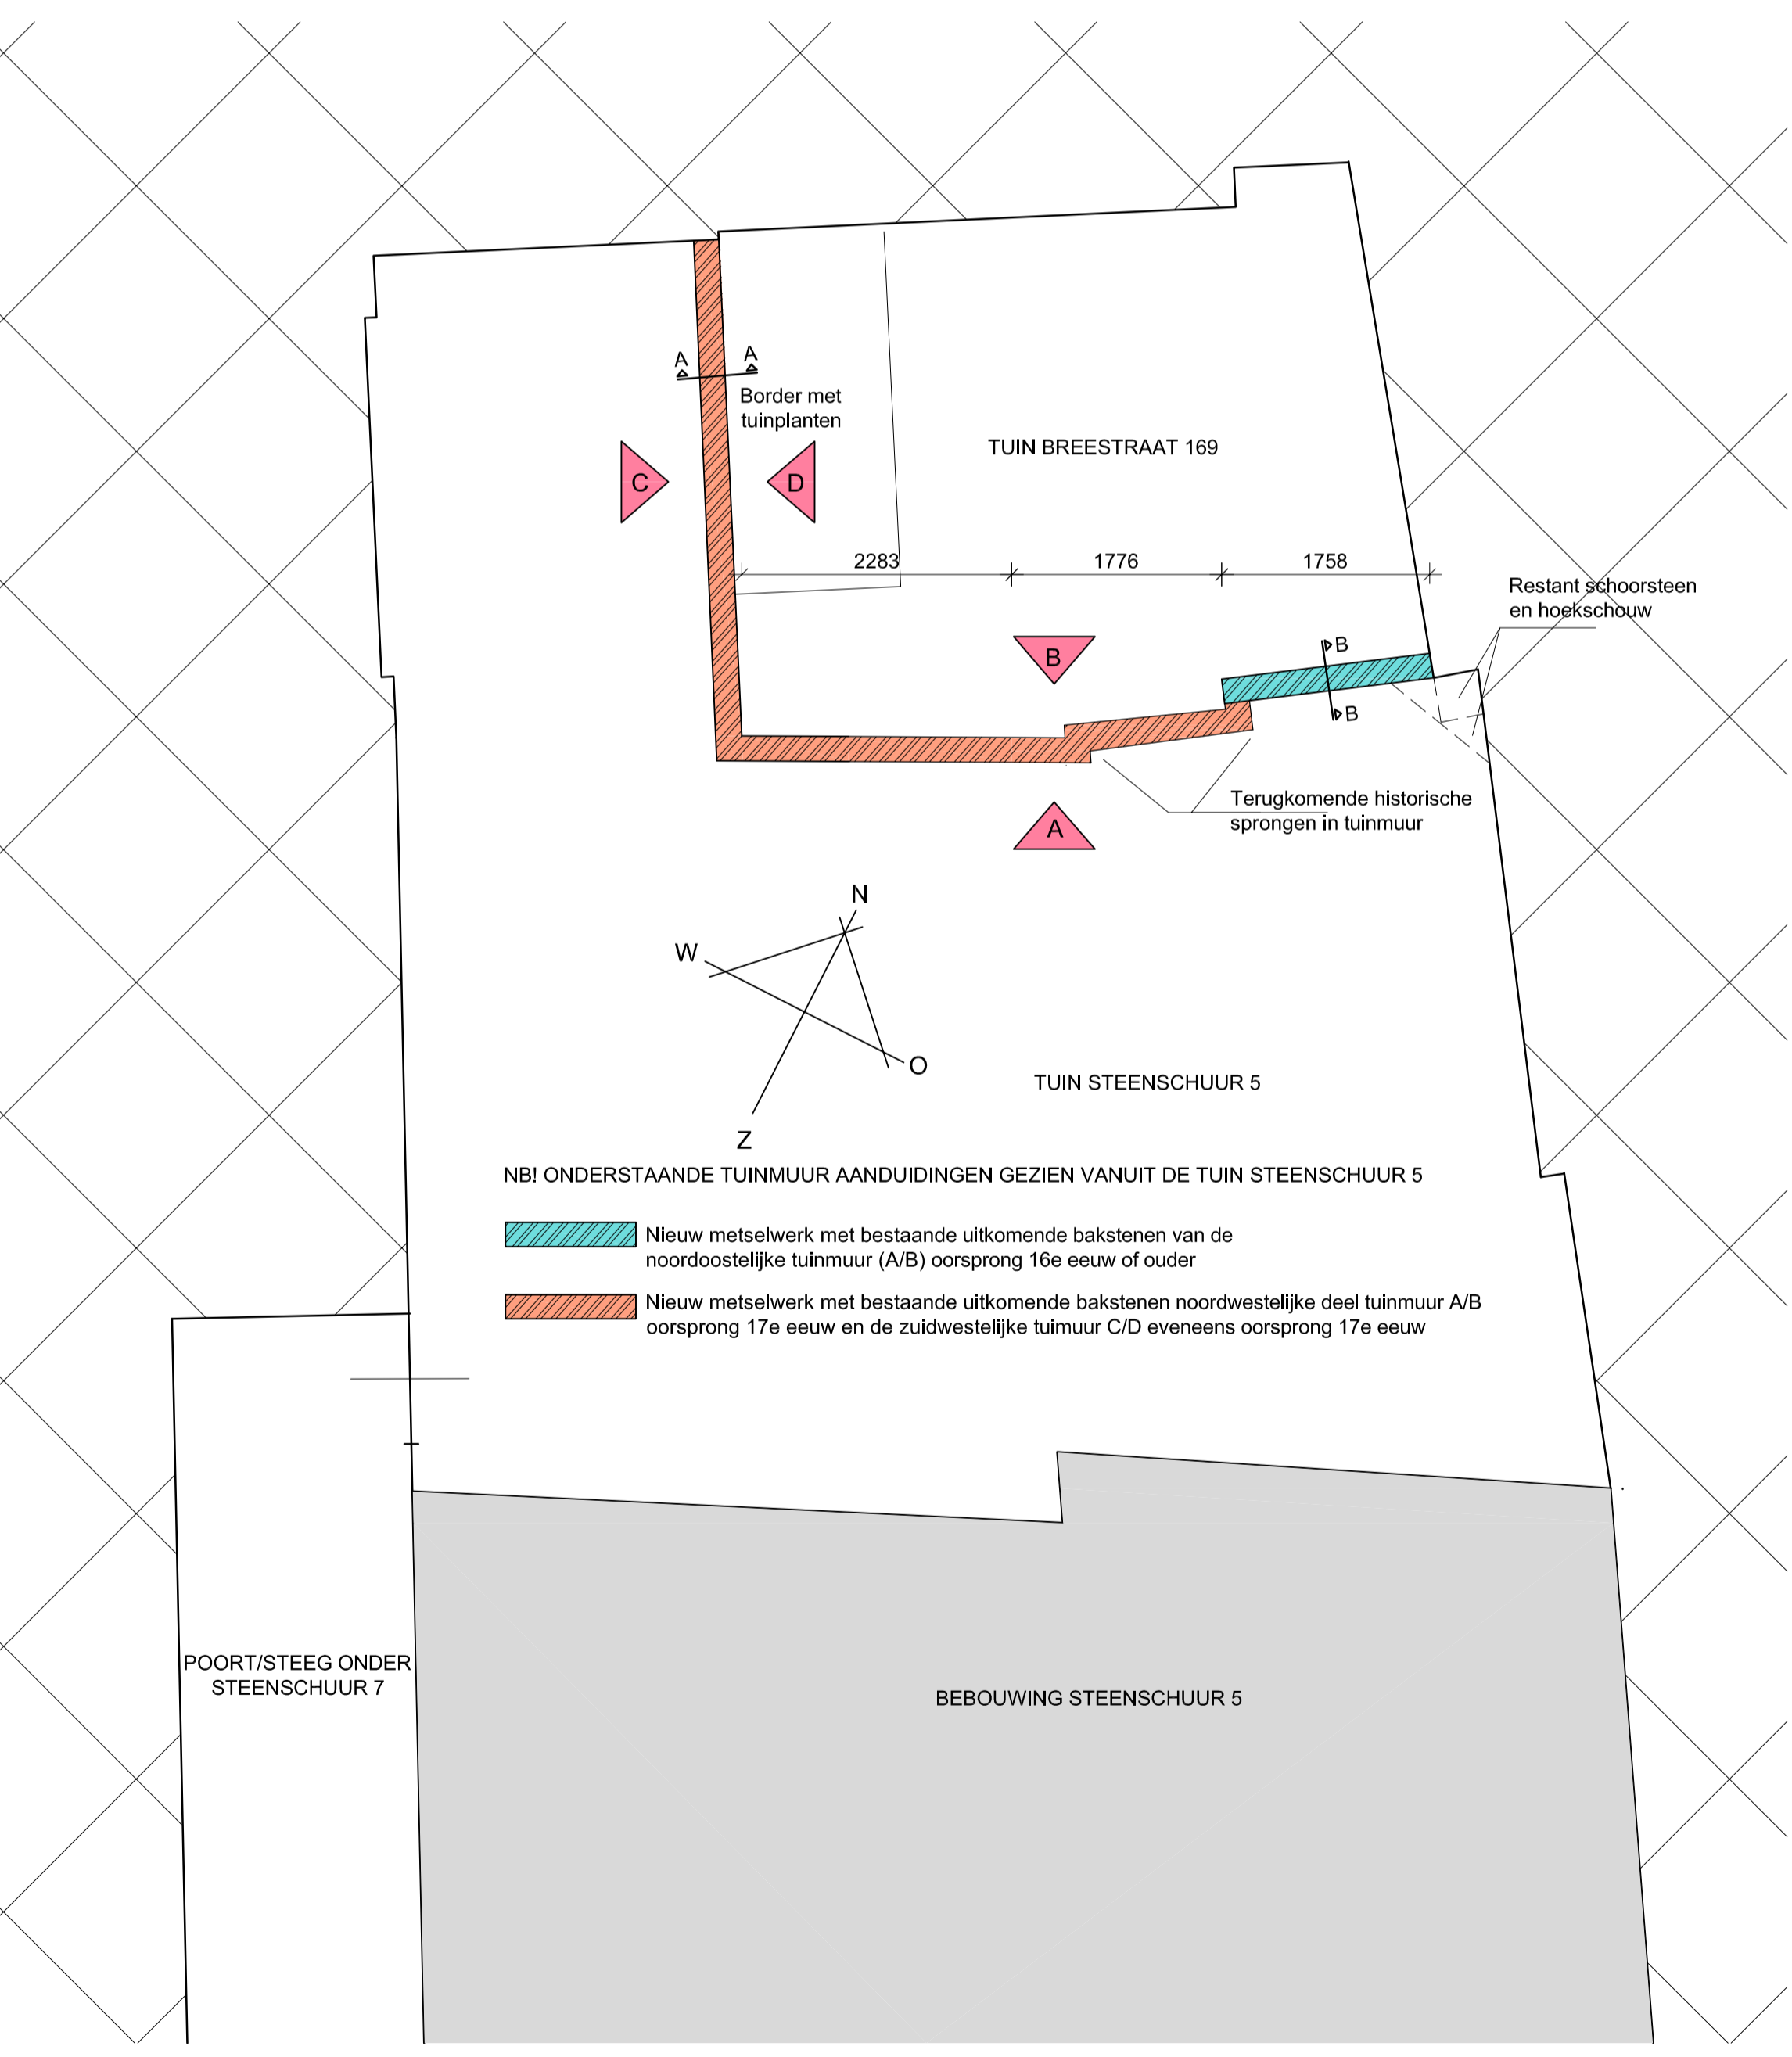 A
A
Border met
tuinplanten
TUIN BREESTRAAT 169
C
D
2283
1776
1758
Restant schoorsteen
en hoekschouw
B
B
B
Terugkomende historische
sprongen in tuinmuur
A
N
W
O
Z
TUIN STEENSCHUUR 5
NB! ONDERSTAANDE TUINMUUR AANDUIDINGEN GEZIEN VANUIT DE TUIN STEENSCHUUR 5
Nieuw metselwerk met bestaande uitkomende bakstenen van de
noordoostelijke tuinmuur (A/B) oorsprong 16e eeuw of ouder
Nieuw metselwerk met bestaande uitkomende bakstenen noordwestelijke deel tuinmuur A/B
oorsprong 17e eeuw en de zuidwestelijke tuimuur C/D eveneens oorsprong 17e eeuw
POORT/STEEG ONDER
STEENSCHUUR 7
BEBOUWING STEENSCHUUR 5